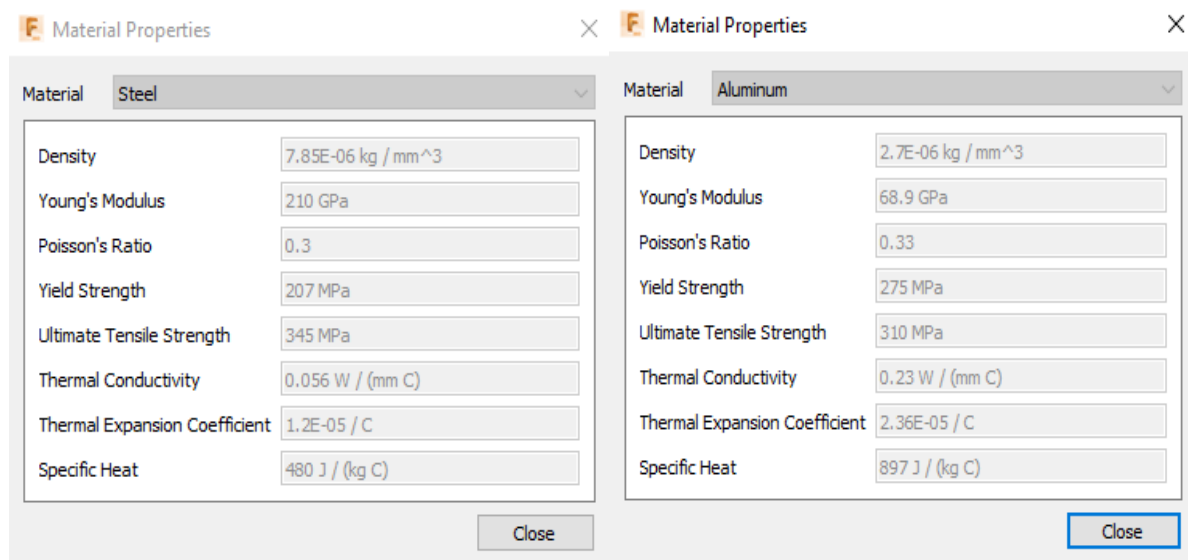 Material Properties
Material Steel
Density 7.85E-06 kg / mm^3
Young's Modulus 210 GPa
Poisson's Ratio 0.3
Yield Strength 207 MPa
Ultimate Tensile Strength 345 MPa
Thermal Conductivity 0.056 W / (mm C)
Thermal Expansion Coefficient 1.2E-05 / C
Specific Heat 480 J / (kg C)
Close
Material Properties
Material Aluminum
Density 2.7E-06 kg / mm^3
Young's Modulus 68.9 GPa
Poisson's Ratio 0.33
Yield Strength 275 MPa
Ultimate Tensile Strength 310 MPa
Thermal Conductivity 0.23 W / (mm C)
Thermal Expansion Coefficient 2.36E-05 / C
Specific Heat 897 J / (kg C)
Close